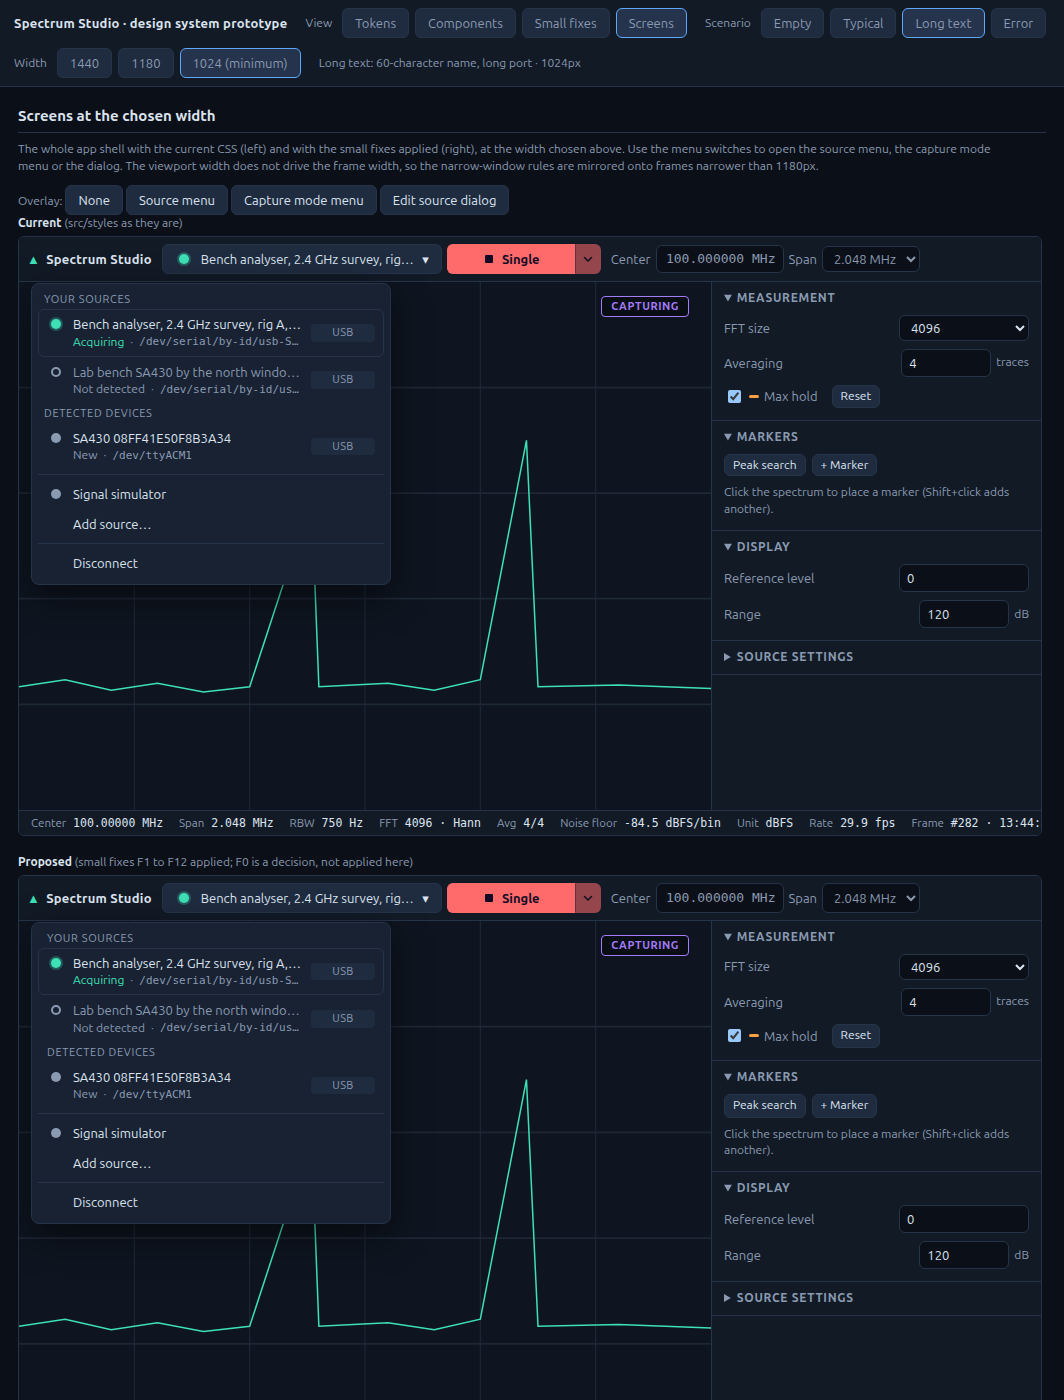 Spectrum Studio · design system prototype View Tokens Components Small fixes Screens Scenario Empty Typical Long text Error
Width 1440 1180 1024 (minimum) Long text: 60-character name, long port · 1024px
Screens at the chosen width
The whole app shell with the current CSS (left) and with the small fixes applied (right), at the width chosen above. Use the menu switches to open the source menu, the capture mode
menu or the dialog. The viewport width does not drive the frame width, so the narrow-window rules are mirrored onto frames narrower than 1180px.
Overlay: None Source menu Capture mode menu Edit source dialog
Current (src/styles as they are)
▲ Spectrum Studio Bench analyser, 2.4 GHz survey, rig… ▼ Single Center 100.000000 MHz Span 2.048 MHz
YOUR SOURCES
Bench analyser, 2.4 GHz survey, rig A,… USB
Acquiring · /dev/serial/by-id/usb-S…
Lab bench SA430 by the north windo… USB
Not detected · /dev/serial/by-id/us…
DETECTED DEVICES
SA430 08FF41E50F8B3A34 USB
New · /dev/ttyACM1
Signal simulator
Add source…
Disconnect
CAPTURING
▼ MEASUREMENT
FFT size 4096
Averaging 4 traces
Max hold Reset
▼ MARKERS
Peak search + Marker
Click the spectrum to place a marker (Shift+click adds
another).
▼ DISPLAY
Reference level 0
Range 120 dB
▶ SOURCE SETTINGS
Center 100.00000 MHz Span 2.048 MHz RBW 750 Hz FFT 4096 · Hann Avg 4/4 Noise floor -84.5 dBFS/bin Unit dBFS Rate 29.9 fps Frame #282 · 13:44:
Proposed (small fixes F1 to F12 applied; F0 is a decision, not applied here)
▲ Spectrum Studio Bench analyser, 2.4 GHz survey, rig… ▼ Single Center 100.000000 MHz Span 2.048 MHz
YOUR SOURCES
Bench analyser, 2.4 GHz survey, rig A,… USB
Acquiring · /dev/serial/by-id/usb-S…
Lab bench SA430 by the north windo… USB
Not detected · /dev/serial/by-id/us…
DETECTED DEVICES
SA430 08FF41E50F8B3A34 USB
New · /dev/ttyACM1
Signal simulator
Add source…
Disconnect
CAPTURING
▼ MEASUREMENT
FFT size 4096
Averaging 4 traces
Max hold Reset
▼ MARKERS
Peak search + Marker
Click the spectrum to place a marker (Shift+click adds
another).
▼ DISPLAY
Reference level 0
Range 120 dB
▶ SOURCE SETTINGS